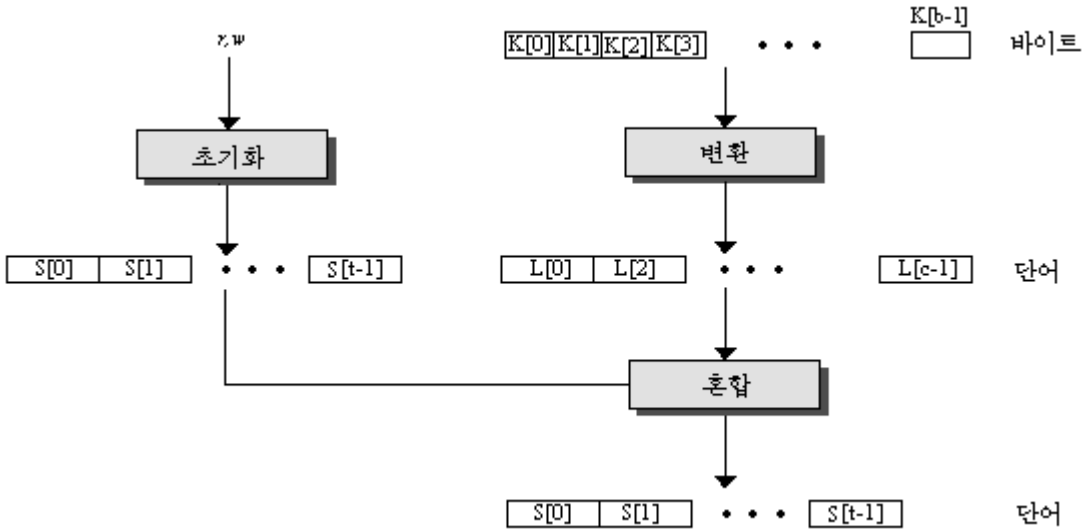 K[b-1]
r,w
K[0] K[1] K[2] K[3] • • • 바이트
초기화 변환
S[0] S[1] • • • S[t-1] L[0] L[2] • • • L[c-1] 단어
혼합
S[0] S[1] • • • S[t-1] 단어